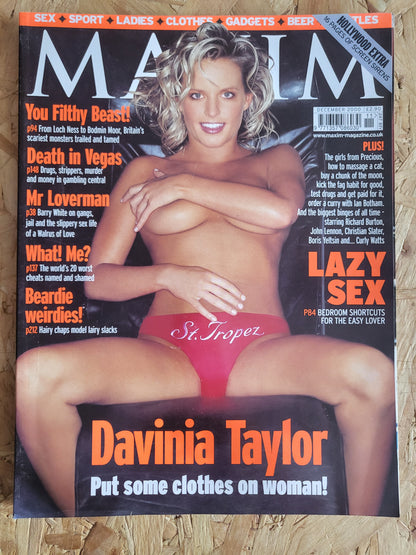 SEX ♦ SPORT ♦ LADIES ♦ CLOTHES ♦ GADGETS ♦ BEER
TLES
HOLLYWOOD EXTRA
16 PAGES OF SCREEN SIRENS
MAXIM
DECEMBER 2000 £2.90
www.maxim-magazine.co.uk
You Filthy Beast!
p94 From Loch Ness to Bodmin Moor, Britain's
scariest monsters trailed and tamed
Death in Vegas
p148 Drugs, strippers, murder
and money in gambling central
Mr Loverman
p38 Barry White on gangs,
jail and the slippery sex life
of a Walrus of Love
What! Me?
p137 The world's 20 worst
cheats named and shamed
Beardie
weirdies!
p212 Hairy chaps model fairy slacks
PLUS!
The girls from Precious,
how to massage a cat,
buy a chunk of the moon,
kick the fag habit for good,
test drugs and get paid for it,
order a curry with Ian Botham.
And the biggest binges of all time -
starring Richard Burton,
John Lennon, Christian Slater,
Boris Yeltsin and... Curly Watts
LAZY
SEX
P84 BEDROOM SHORTCUTS
FOR THE EASY LOVER
St. Tropez
Davinia Taylor
Put some clothes on woman!